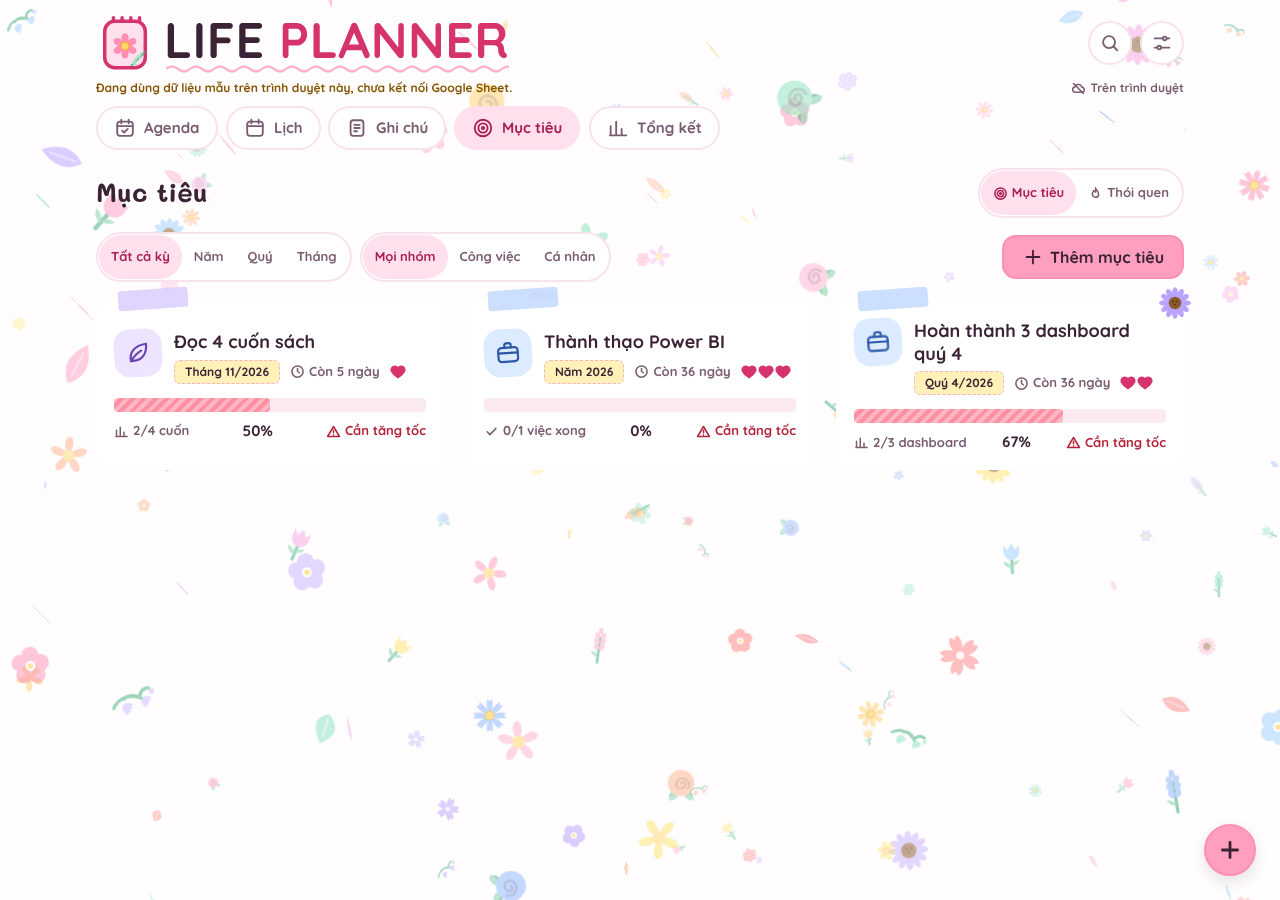 LIFE PLANNER
Đang dùng dữ liệu mẫu trên trình duyệt này, chưa kết nối Google Sheet.
Trên trình duyệt
Agenda
Lịch
Ghi chú
Mục tiêu
Tổng kết
Mục tiêu
Mục tiêu
Thói quen
Tất cả kỳ
Năm
Quý
Tháng
Mọi nhóm
Công việc
Cá nhân
Thêm mục tiêu
Đọc 4 cuốn sách
Tháng 11/2026
Còn 5 ngày
2/4 cuốn
50%
Cần tăng tốc
Thành thạo Power BI
Năm 2026
Còn 36 ngày
0/1 việc xong
0%
Cần tăng tốc
Hoàn thành 3 dashboard
quý 4
Quý 4/2026
Còn 36 ngày
2/3 dashboard
67%
Cần tăng tốc